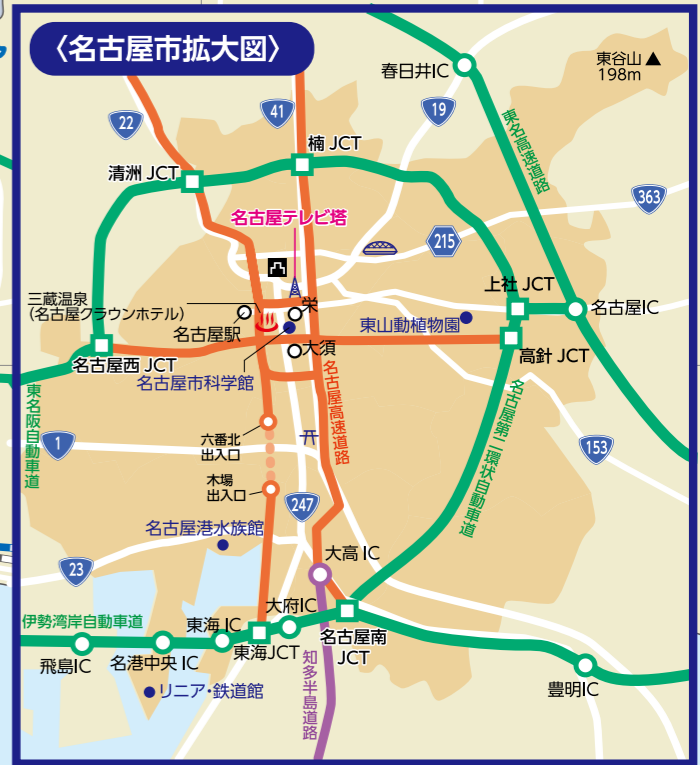 〈名古屋市拡大図〉
東谷山▲
198m
春日井IC
22
41
19
楠 JCT
東名高速道路
清洲 JCT
363
名古屋テレビ塔
215
上社 JCT
三蔵温泉
(名古屋クラウンホテル)
栄
名古屋IC
名古屋駅
東山動植物園
大須
高針 JCT
名古屋西 JCT
名古屋市科学館
東名阪自動車道
名古屋高速道路
名古屋第二環状自動車道
1
六番北
出入口
153
木場
出入口
247
名古屋港水族館
大高 IC
23
大府IC
伊勢湾岸自動車道
東海 IC
東海JCT
名古屋南
JCT
飛島IC
名港中央 IC
知多半島道路
リニア・鉄道館
豊明IC